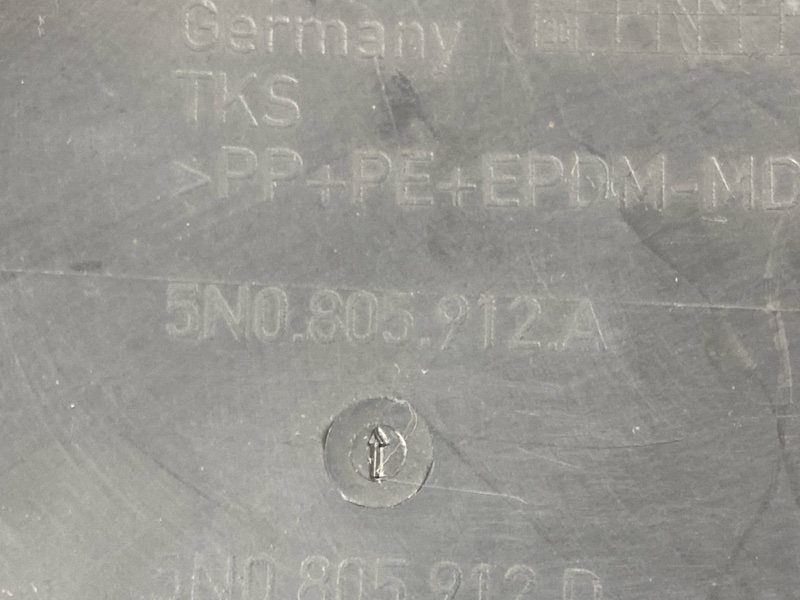 Germany
TKS
>PP+PE+EPDM-MD
5N0.805.912.A
5N0.805.912.D